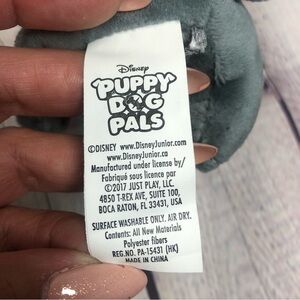 Disney
PUPPY
DOG
PALS
©DISNEY www.DisneyJunior.com
www.DisneyJunior.ca
Manufactured under license by/
Fabriqué sous licence par
©2017 JUST PLAY, LLC.
4850 T-REX AVE, SUITE 100,
BOCA RATON, FL 33431, USA
SURFACE WASHABLE ONLY. AIR DRY.
Contents: All New Materials
Polyester fibers
REG.NO. PA-15431 (HK)
MADE IN CHINA